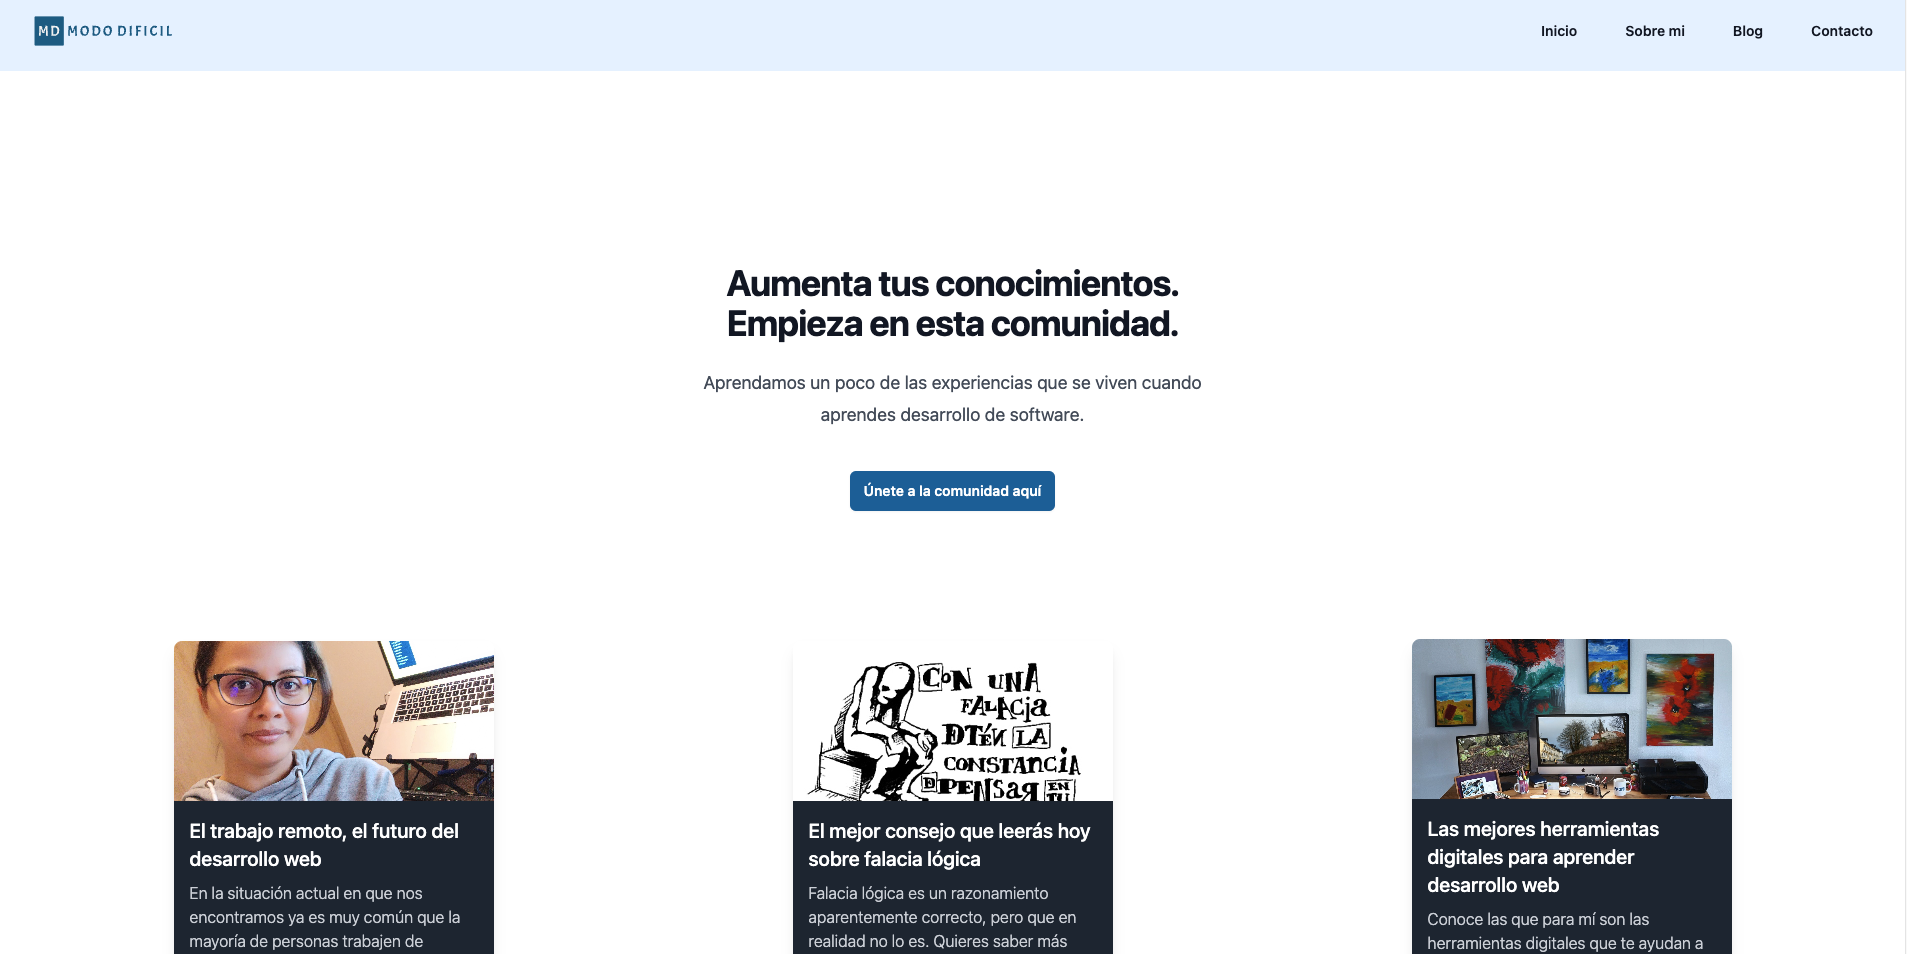 MD MODO DIFICIL
Inicio
Sobre mi
Blog
Contacto
Aumenta tus conocimientos.
Empieza en esta comunidad.
Aprendamos un poco de las experiencias que se viven cuando
aprendes desarrollo de software.
Únete a la comunidad aquí
CON UNA
FALACIA
DTÉN LA
CONSTANCIA
DE PENSAR EN
TU
El trabajo remoto, el futuro del
desarrollo web
En la situación actual en que nos
encontramos ya es muy común que la
mayoría de personas trabajen de
El mejor consejo que leerás hoy
sobre falacia lógica
Falacia lógica es un razonamiento
aparentemente correcto, pero que en
realidad no lo es. Quieres saber más
Las mejores herramientas
digitales para aprender
desarrollo web
Conoce las que para mí son las
herramientas digitales que te ayudan a